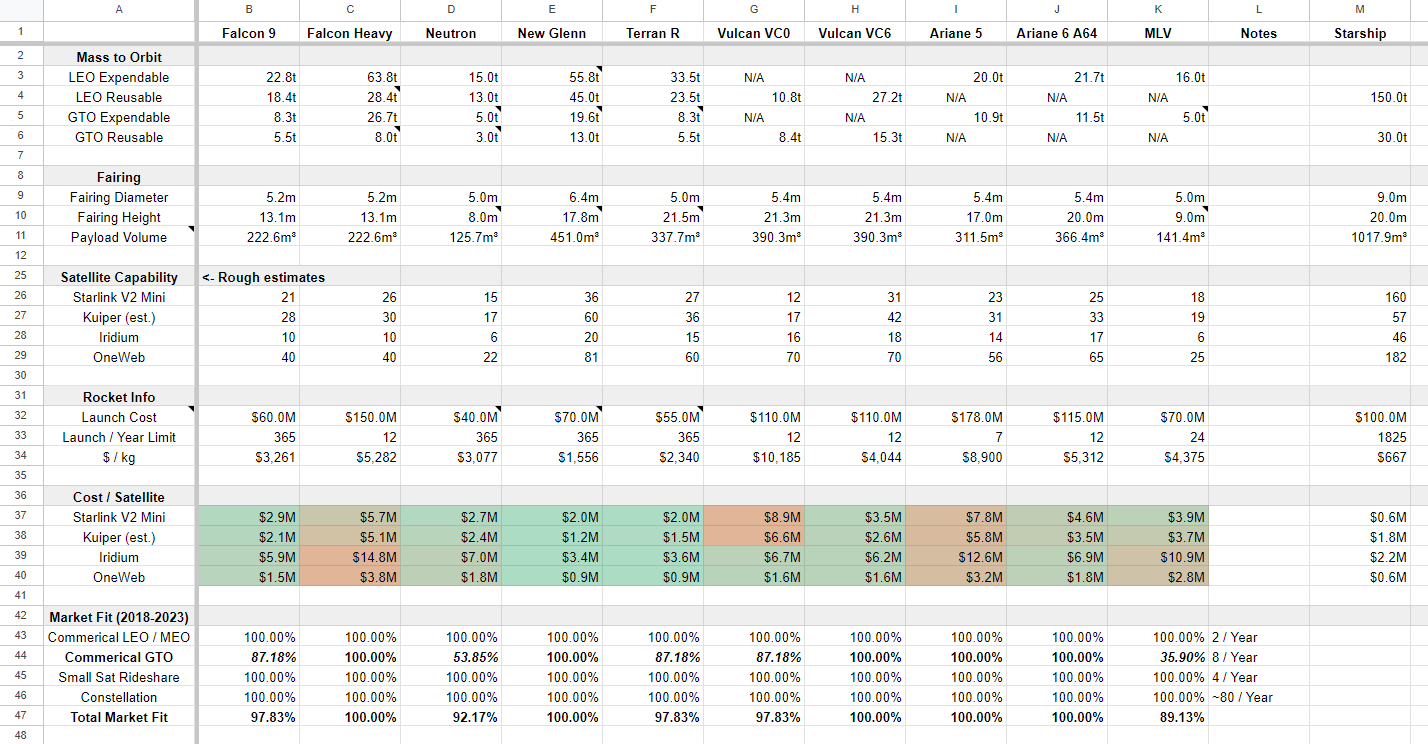 A B C D E F G H I J K L M
1 Falcon 9 Falcon Heavy Neutron New Glenn Terran R Vulcan VC0 Vulcan VC6 Ariane 5 Ariane 6 A64 MLV Notes Starship
2 Mass to Orbit
3 LEO Expendable 22.8t 63.8t 15.0t 55.8t 33.5t N/A N/A 20.0t 21.7t 16.0t
4 LEO Reusable 18.4t 28.4t 13.0t 45.0t 23.5t 10.8t 27.2t N/A N/A N/A 150.0t
5 GTO Expendable 8.3t 26.7t 5.0t 19.6t 8.3t N/A N/A 10.9t 11.5t 5.0t
6 GTO Reusable 5.5t 8.0t 3.0t 13.0t 5.5t 8.4t 15.3t N/A N/A N/A 30.0t
7
8 Fairing
9 Fairing Diameter 5.2m 5.2m 5.0m 6.4m 5.0m 5.4m 5.4m 5.4m 5.4m 5.0m 9.0m
10 Fairing Height 13.1m 13.1m 8.0m 17.8m 21.5m 21.3m 21.3m 17.0m 20.0m 9.0m 20.0m
11 Payload Volume 222.6m³ 222.6m³ 125.7m³ 451.0m³ 337.7m³ 390.3m³ 390.3m³ 311.5m³ 366.4m³ 141.4m³ 1017.9m³
12
25 Satellite Capability <- Rough estimates
26 Starlink V2 Mini 21 26 15 36 27 12 31 23 25 18 160
27 Kuiper (est.) 28 30 17 60 36 17 42 31 33 19 57
28 Iridium 10 10 6 20 15 16 18 14 17 6 46
29 OneWeb 40 40 22 81 60 70 70 56 65 25 182
30
31 Rocket Info
32 Launch Cost $60.0M $150.0M $40.0M $70.0M $55.0M $110.0M $110.0M $178.0M $115.0M $70.0M $100.0M
33 Launch / Year Limit 365 12 365 365 365 12 12 7 12 24 1825
34 $ / kg $3,261 $5,282 $3,077 $1,556 $2,340 $10,185 $4,044 $8,900 $5,312 $4,375 $667
35
36 Cost / Satellite
37 Starlink V2 Mini $2.9M $5.7M $2.7M $2.0M $2.0M $8.9M $3.5M $7.8M $4.6M $3.9M $0.6M
38 Kuiper (est.) $2.1M $5.1M $2.4M $1.2M $1.5M $6.6M $2.6M $5.8M $3.5M $3.7M $1.8M
39 Iridium $5.9M $14.8M $7.0M $3.4M $3.6M $6.7M $6.2M $12.6M $6.9M $10.9M $2.2M
40 OneWeb $1.5M $3.8M $1.8M $0.9M $0.9M $1.6M $1.6M $3.2M $1.8M $2.8M $0.6M
41
42 Market Fit (2018-2023)
43 Commerical LEO / MEO 100.00% 100.00% 100.00% 100.00% 100.00% 100.00% 100.00% 100.00% 100.00% 100.00% 2 / Year
44 Commerical GTO 87.18% 100.00% 53.85% 100.00% 87.18% 87.18% 100.00% 100.00% 100.00% 35.90% 8 / Year
45 Small Sat Rideshare 100.00% 100.00% 100.00% 100.00% 100.00% 100.00% 100.00% 100.00% 100.00% 100.00% 4 / Year
46 Constellation 100.00% 100.00% 100.00% 100.00% 100.00% 100.00% 100.00% 100.00% 100.00% 100.00% ~80 / Year
47 Total Market Fit 97.83% 100.00% 92.17% 100.00% 97.83% 97.83% 100.00% 100.00% 100.00% 89.13%
48